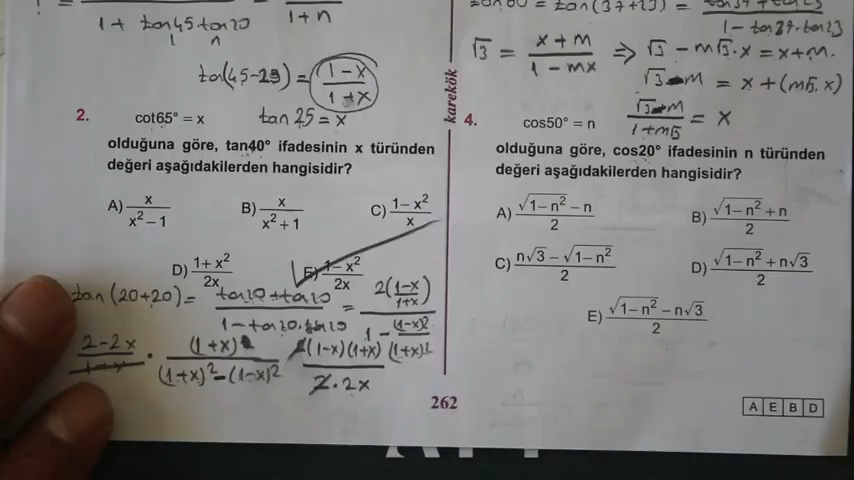 1 + tan45 tan20
1 n
1+n
tan(45-25) = (1-x)/(1+x)
tan 25 = x
2. cot65° = x
olduğuna göre, tan40° ifadesinin x türünden
değeri aşağıdakilerden hangisidir?
A) x/(x²-1) B) x/(x²+1) C) (1-x²)/x
D) (1+x²)/2x E) (1-x²)/2x
tan(20+20) = (tan20+tan20)/(1-tan20.tan20) = 2((1-x)/(1+x))/(1-(1-x)²/(1+x)²)
(2-2x)/(1+x) . (1+x)²/((1+x)²-(1-x)²) 2(1-x)(1+x)/(2.2x)
karekök
= tan(37+23) = 
1-tan37.tan23
√3 = (x+m)/(1-mx) ⇒ √3 - m√3.x = x+m.
√3-m = x+(m√3.x)
(√3-m)/(1+m√3) = x
4. cos50° = n
olduğuna göre, cos20° ifadesinin n türünden
değeri aşağıdakilerden hangisidir?
A) (√(1-n²) - n)/2 B) (√(1-n²) + n)/2
C) (n√3 - √(1-n²))/2 D) (√(1-n²) + n√3)/2
E) (√(1-n²) - n√3)/2
262
A E B D